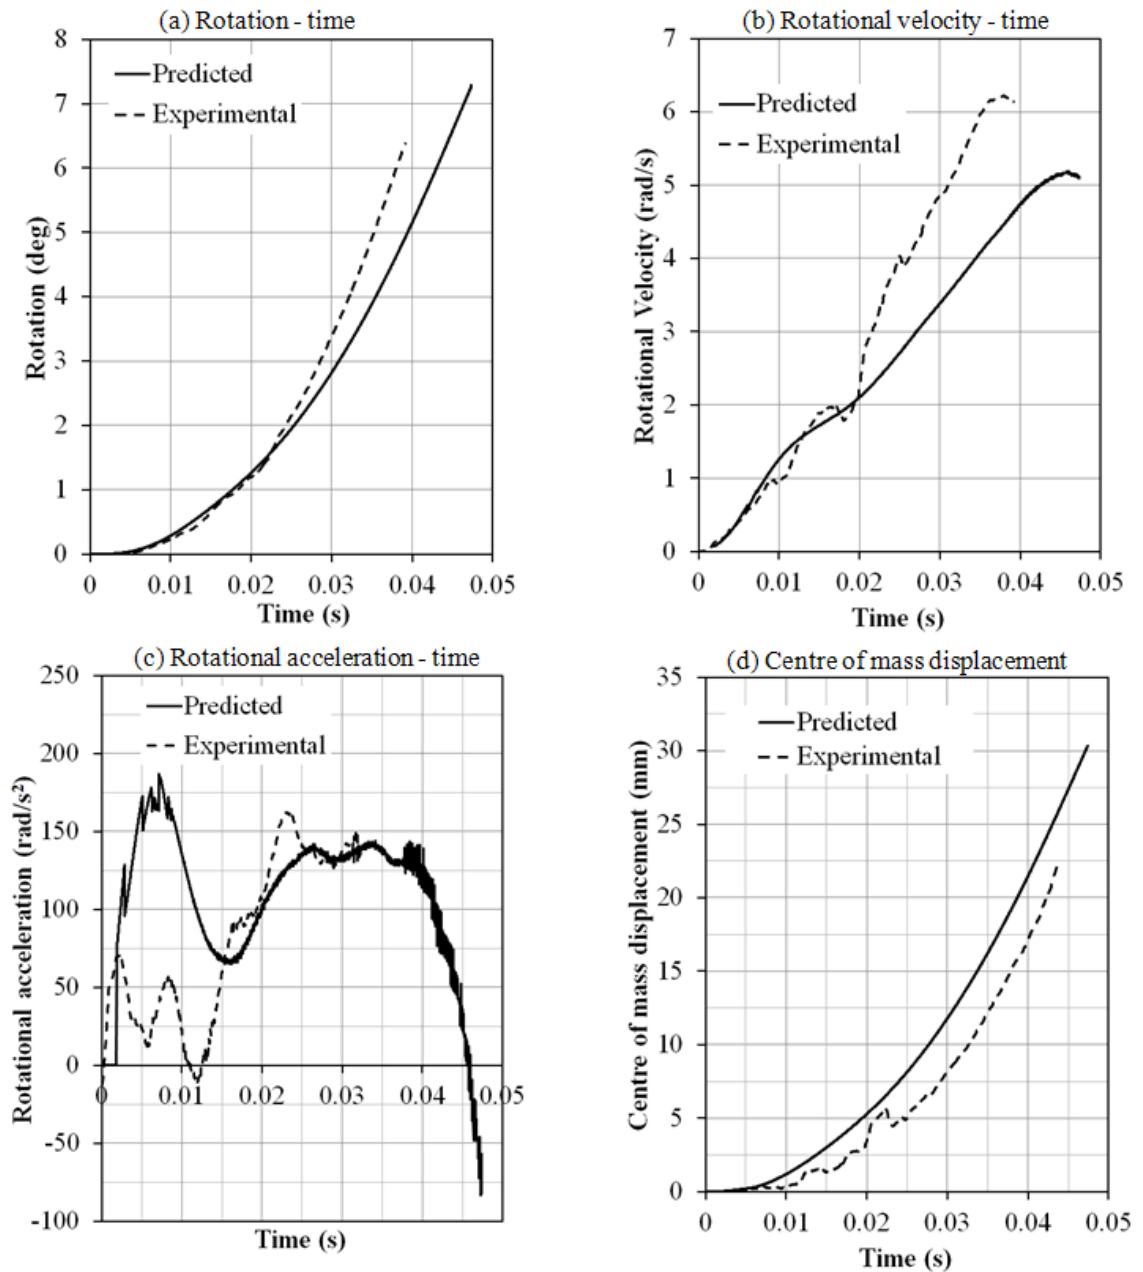 (a) Rotation - time
8
7
6
5
4
3
2
1
0
Rotation (deg)
Predicted
Experimental
0 0.01 0.02 0.03 0.04 0.05
Time (s)
(b) Rotational velocity - time
7
6
5
4
3
2
1
0
Rotational Velocity (rad/s)
Predicted
Experimental
0 0.01 0.02 0.03 0.04 0.05
Time (s)
(c) Rotational acceleration - time
250
200
150
100
50
0
-50
-100
Rotational acceleration (rad/s²)
Predicted
Experimental
0 0.01 0.02 0.03 0.04 0.05
Time (s)
(d) Centre of mass displacement
35
30
25
20
15
10
5
0
Centre of mass displacement (mm)
Predicted
Experimental
0 0.01 0.02 0.03 0.04 0.05
Time (s)